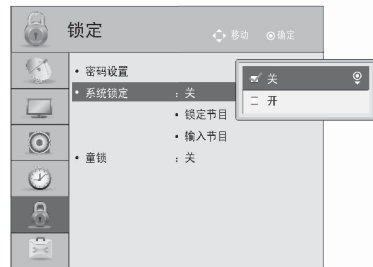 锁定
移动 确定
• 密码设置
• 系统锁定 : 关
• 锁定节目
• 输入节目
• 童锁 : 关
关
开